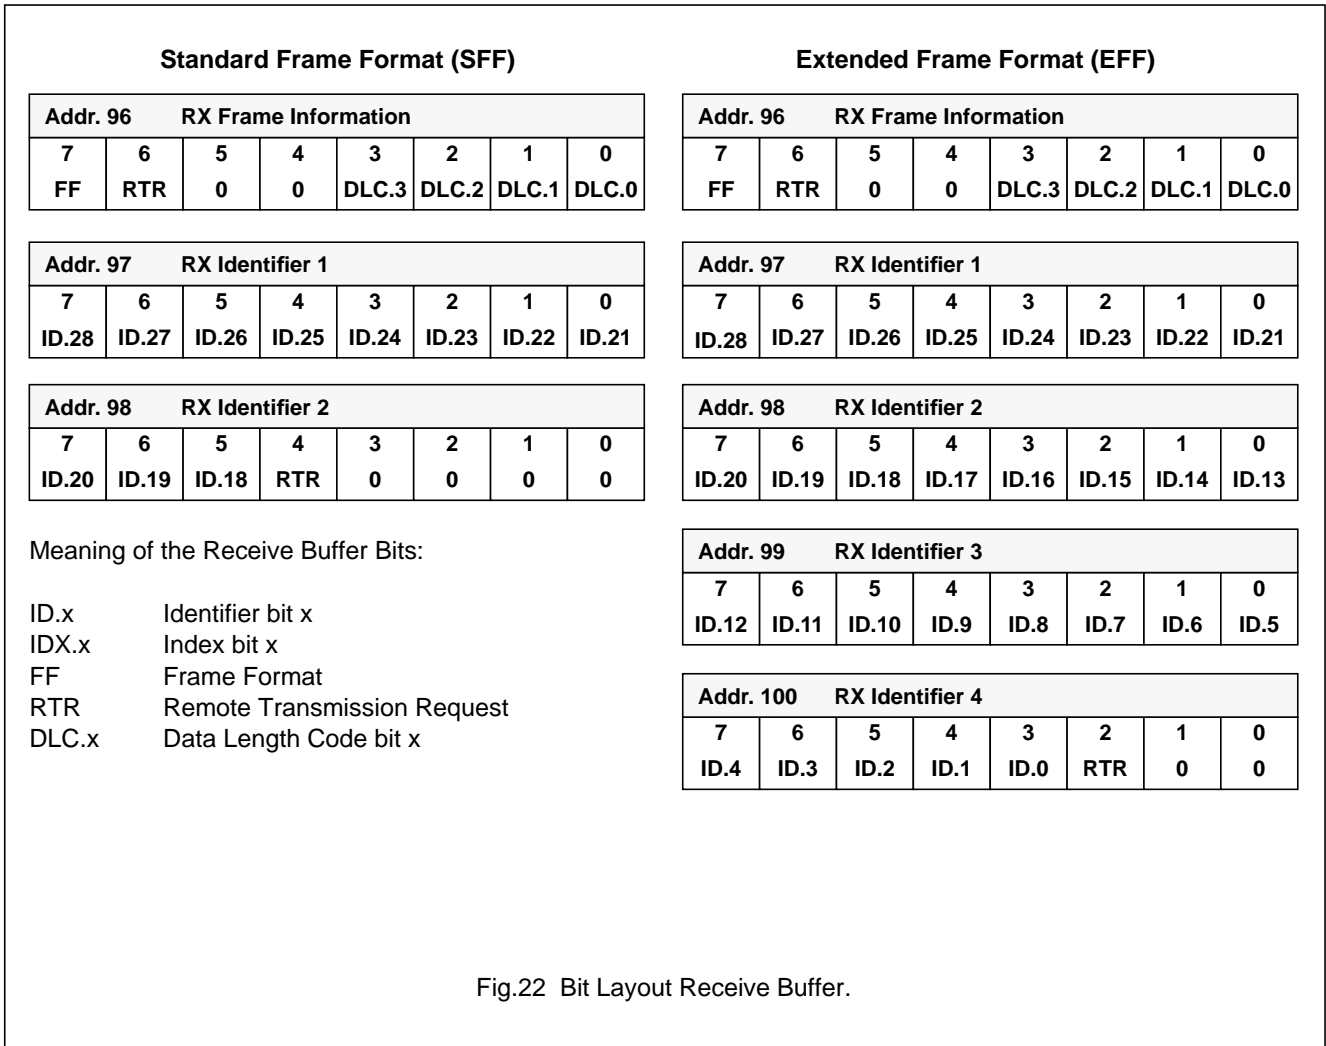 Standard Frame Format (SFF)
Addr. 96 RX Frame Information
7 6 5 4 3 2 1 0
FF RTR 0 0 DLC.3 DLC.2 DLC.1 DLC.0
Addr. 97 RX Identifier 1
7 6 5 4 3 2 1 0
ID.28 ID.27 ID.26 ID.25 ID.24 ID.23 ID.22 ID.21
Addr. 98 RX Identifier 2
7 6 5 4 3 2 1 0
ID.20 ID.19 ID.18 RTR 0 0 0 0
Meaning of the Receive Buffer Bits:
ID.x Identifier bit x
IDX.x Index bit x
FF Frame Format
RTR Remote Transmission Request
DLC.x Data Length Code bit x
Extended Frame Format (EFF)
Addr. 96 RX Frame Information
7 6 5 4 3 2 1 0
FF RTR 0 0 DLC.3 DLC.2 DLC.1 DLC.0
Addr. 97 RX Identifier 1
7 6 5 4 3 2 1 0
ID.28 ID.27 ID.26 ID.25 ID.24 ID.23 ID.22 ID.21
Addr. 98 RX Identifier 2
7 6 5 4 3 2 1 0
ID.20 ID.19 ID.18 ID.17 ID.16 ID.15 ID.14 ID.13
Addr. 99 RX Identifier 3
7 6 5 4 3 2 1 0
ID.12 ID.11 ID.10 ID.9 ID.8 ID.7 ID.6 ID.5
Addr. 100 RX Identifier 4
7 6 5 4 3 2 1 0
ID.4 ID.3 ID.2 ID.1 ID.0 RTR 0 0
Fig.22 Bit Layout Receive Buffer.